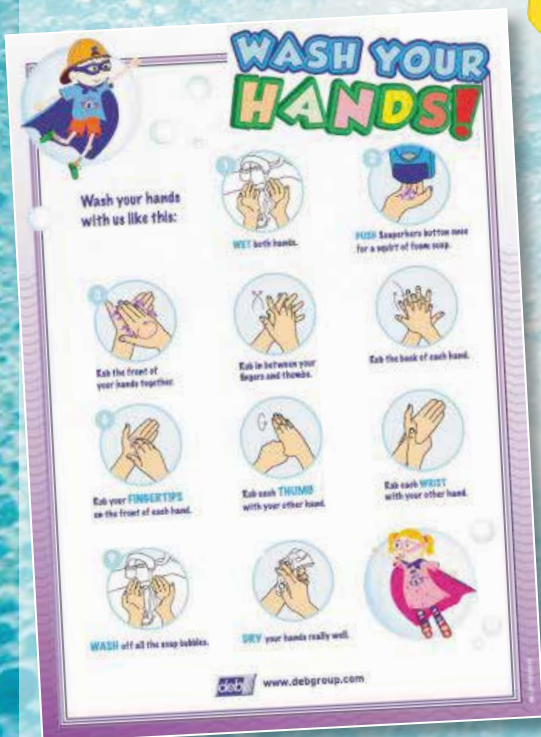 WASH YOUR
HANDS!
Wash your hands
with us like this:
1
WET both hands.
2
PUSH Sooperhers button once
for a squirt of foam soap.
3
Rub the front of
your hands together.
Rub in between your
fingers and thumbs.
Rub the back of each hand.
Rub your FINGERTIPS
on the front of each hand.
Rub each THUMB
with your other hand.
Rub each WRIST
with your other hand.
WASH off all the soap bubbles.
DRY your hands really well.
deb
www.debgroup.com